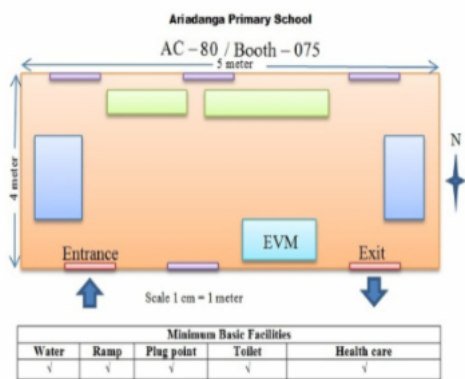 Ariadanga Primary School
AC-80 / Booth-075
5 meter
4 meter
N
Entrance
EVM
Exit
Scale 1 cm = 1 meter
Minimum Basic Facilities
Water Ramp Plug point Toilet Health care
√ √ √ √ √